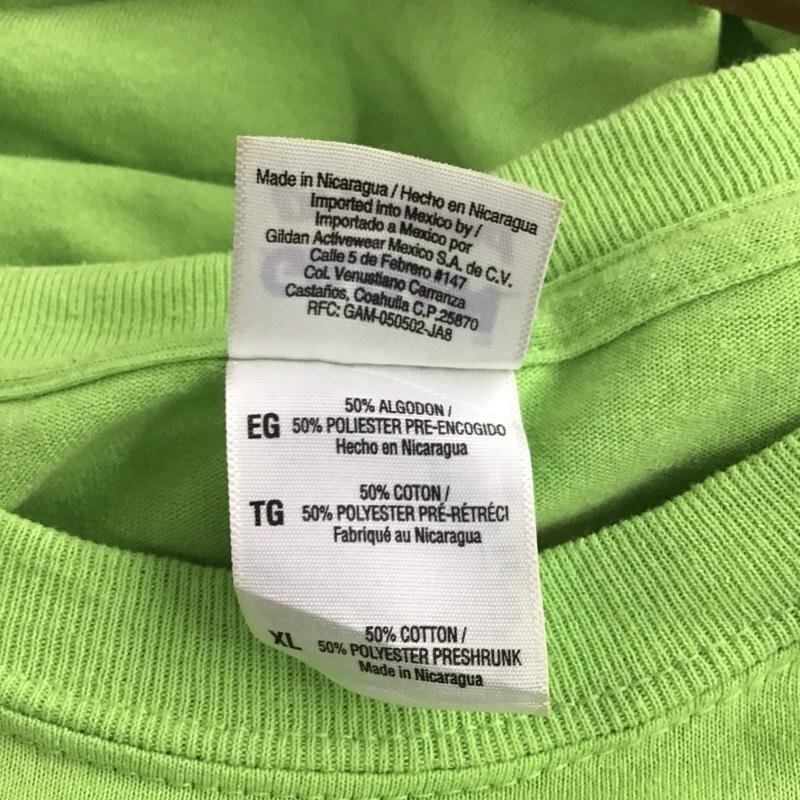 Made in Nicaragua / Hecho en Nicaragua
Imported into Mexico by /
Importado a Mexico por
Gildan Activewear Mexico S.A. de C.V.
Calle 5 de Febrero #147
Col. Venustiano Carranza
Castaños, Coahuila C.P.25870
RFC: GAM-050502-JA8
50% ALGODON /
EG 50% POLIESTER PRE-ENCOGIDO
Hecho en Nicaragua
50% COTON /
TG 50% POLYESTER PRÉ-RÉTRÉCI
Fabriqué au Nicaragua
50% COTTON /
XL 50% POLYESTER PRESHRUNK
Made in Nicaragua